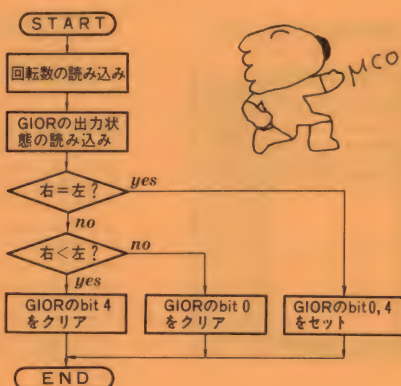 START
μCO
回転数の読み込み
GIORの出力状
態の読み込み
右=左?
yes
no
右<左?
no
yes
GIORのbit 4
をクリア
GIORのbit 0
をクリア
GIORのbit0, 4
をセット
END